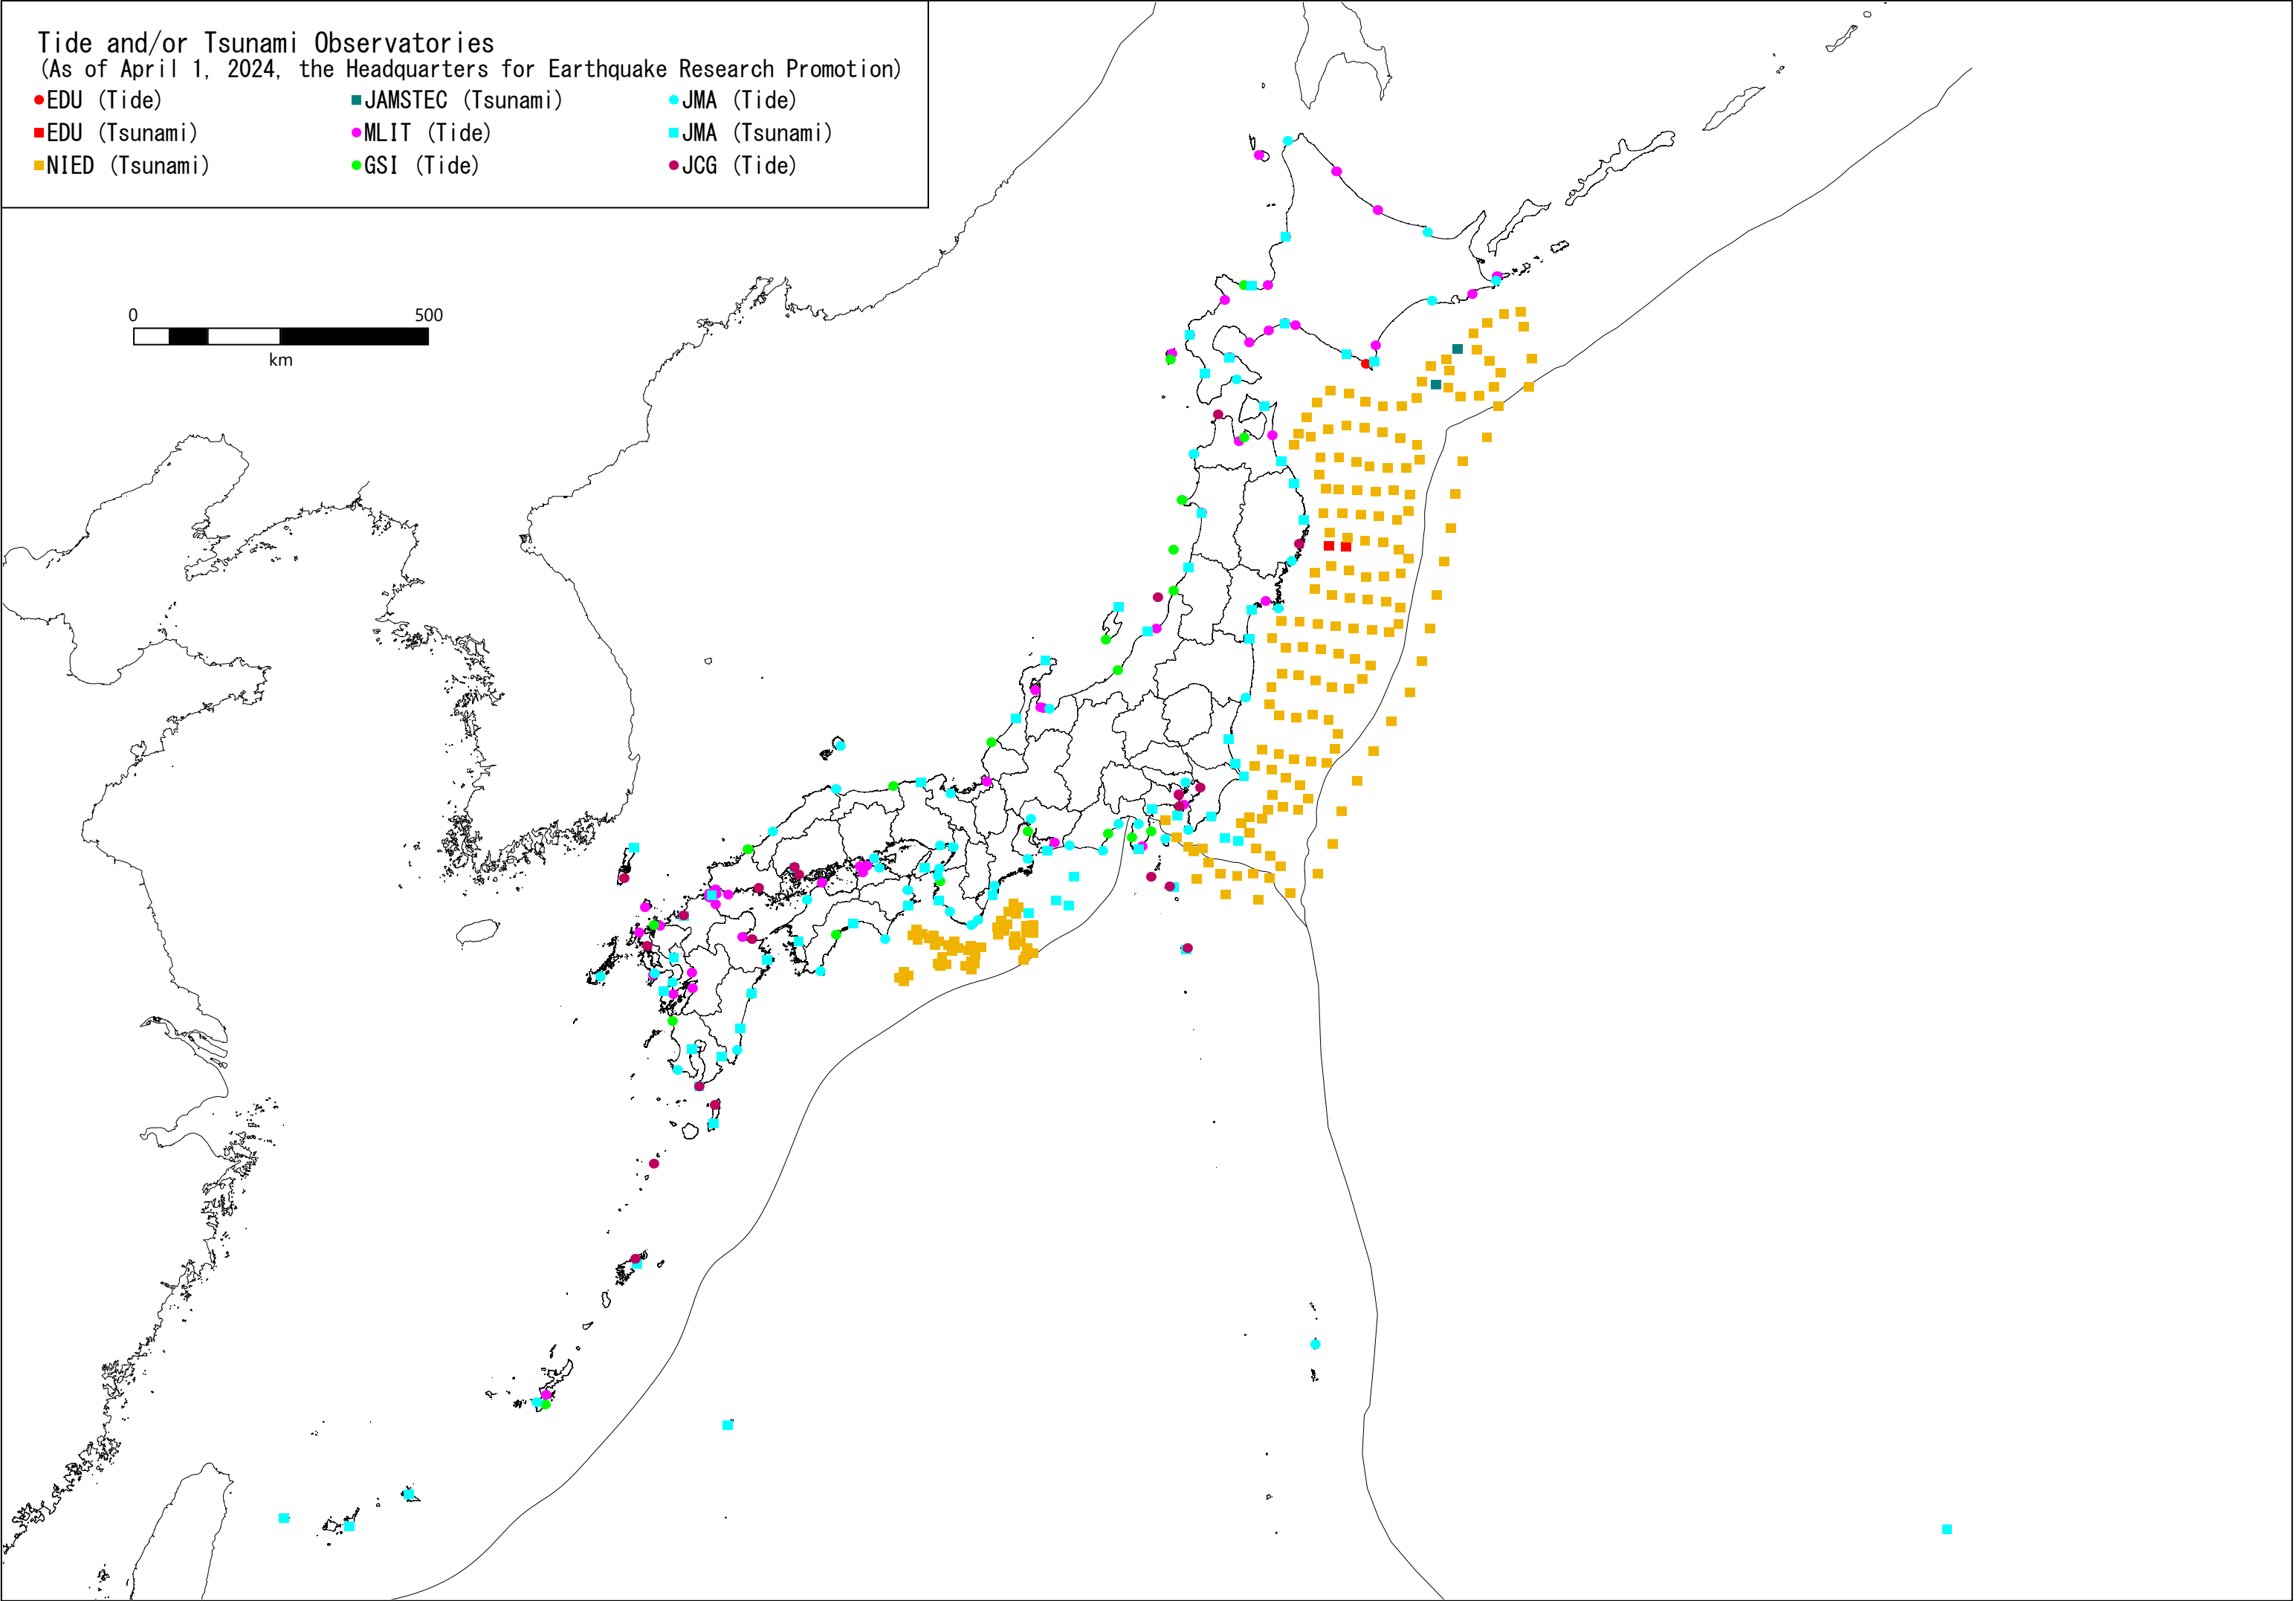 Tide and/or Tsunami Observatories
(As of April 1, 2024, the Headquarters for Earthquake Research Promotion)
EDU (Tide) JAMSTEC (Tsunami) JMA (Tide)
EDU (Tsunami) MLIT (Tide) JMA (Tsunami)
NIED (Tsunami) GSI (Tide) JCG (Tide)
0 500
km